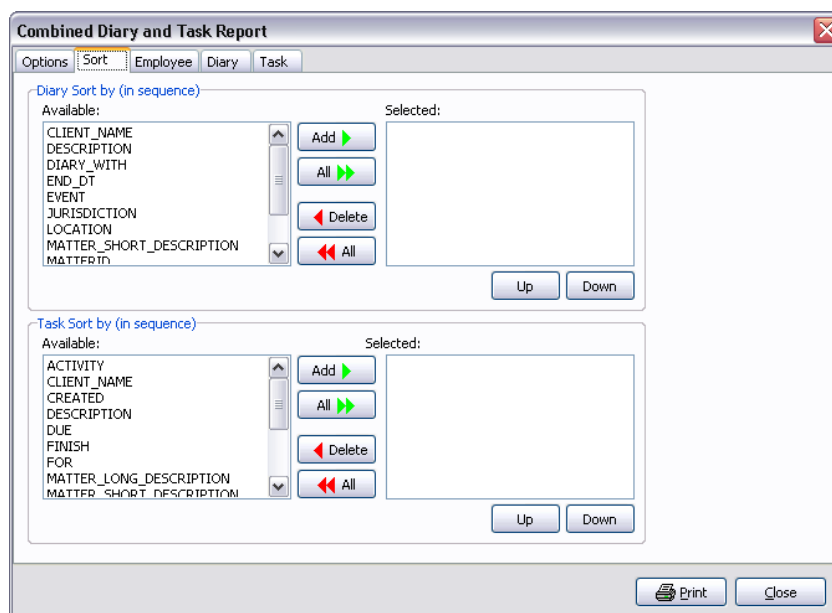 Combined Diary and Task Report
Options Sort Employee Diary Task
Diary Sort by (in sequence)
Available: Selected:
CLIENT_NAME
DESCRIPTION
DIARY_WITH
END_DT
EVENT
JURISDICTION
LOCATION
MATTER_SHORT_DESCRIPTION
MATTERID
Add
All
Delete
All
Up Down
Task Sort by (in sequence)
Available: Selected:
ACTIVITY
CLIENT_NAME
CREATED
DESCRIPTION
DUE
FINISH
FOR
MATTER_LONG_DESCRIPTION
MATTER_SHORT_DESCRIPTION
Add
All
Delete
All
Up Down
Print Close